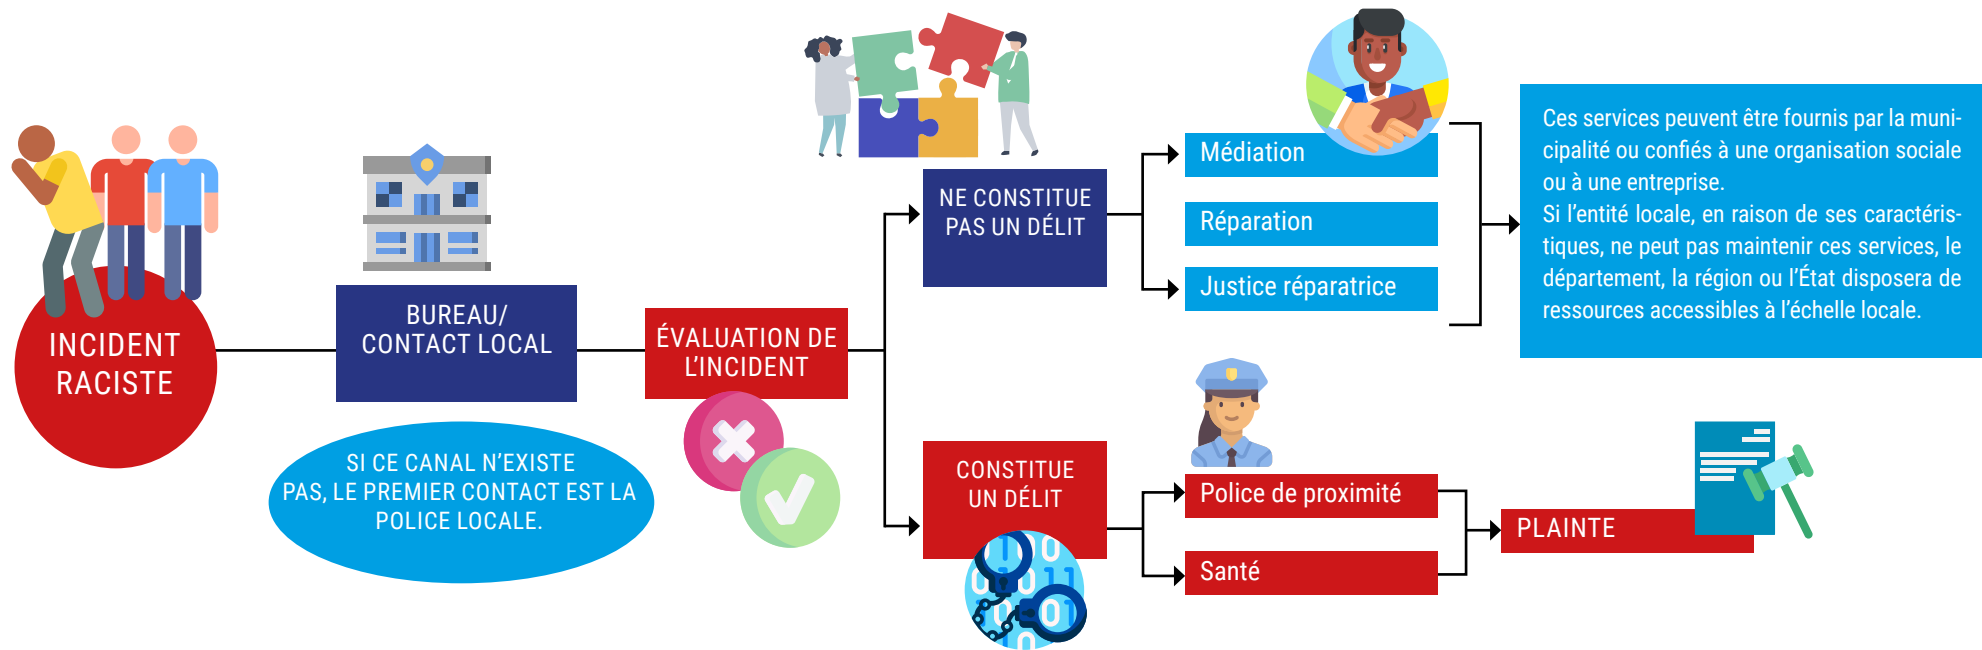 INCIDENT
RACISTE
BUREAU/
CONTACT LOCAL
SI CE CANAL N’EXISTE
PAS, LE PREMIER CONTACT EST LA
POLICE LOCALE.
ÉVALUATION DE
L’INCIDENT
NE CONSTITUE
PAS UN DÉLIT
Médiation
Réparation
Justice réparatrice
Ces services peuvent être fournis par la muni-
cipalité ou confiés à une organisation sociale
ou à une entreprise.
Si l’entité locale, en raison de ses caractéris-
tiques, ne peut pas maintenir ces services, le
département, la région ou l’État disposera de
ressources accessibles à l’échelle locale.
CONSTITUE
UN DÉLIT
Police de proximité
Santé
PLAINTE